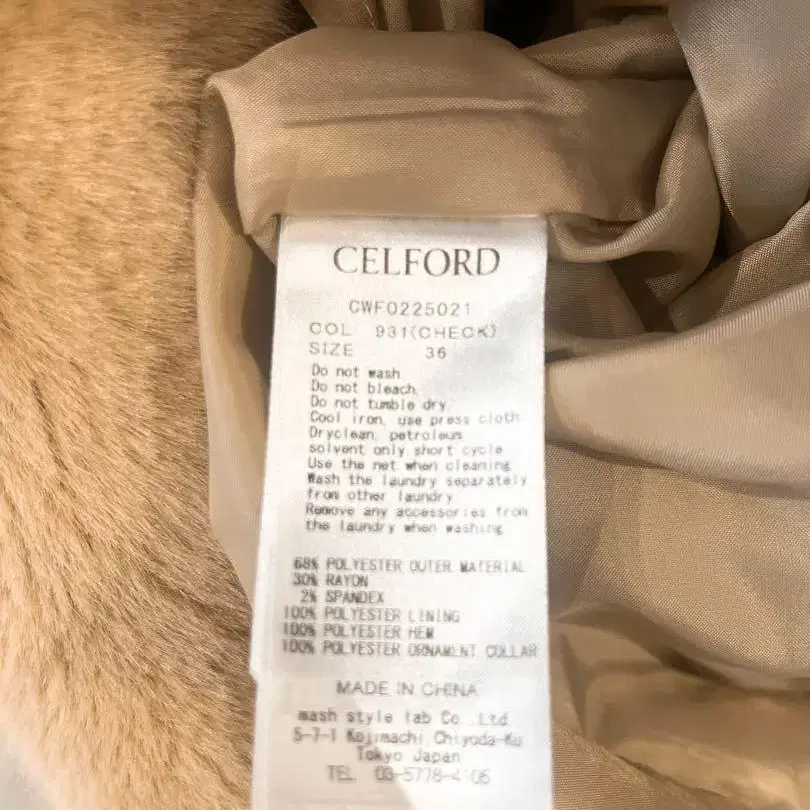 CELFORD
CWF0225021
COL 931(CHECK)
SIZE 36
Do not wash.
Do not bleach.
Do not tumble dry.
Cool iron, use press cloth
Dryclean, petroleum
solvent only short cycle
Use the net when cleaning
Wash the laundry separately
from other laundry
Remove any accessories from
the laundry when washing
68% POLYESTER OUTER MATERIAL
30% RAYON
2% SPANDEX
100% POLYESTER LINING
100% POLYESTER HEM
100% POLYESTER ORNAMENT COLLAR
MADE IN CHINA
mash style lab Co., Ltd.
5-7-1 Kojimachi, Chiyoda-Ku
Tokyo Japan
TEL 03-5778-4106